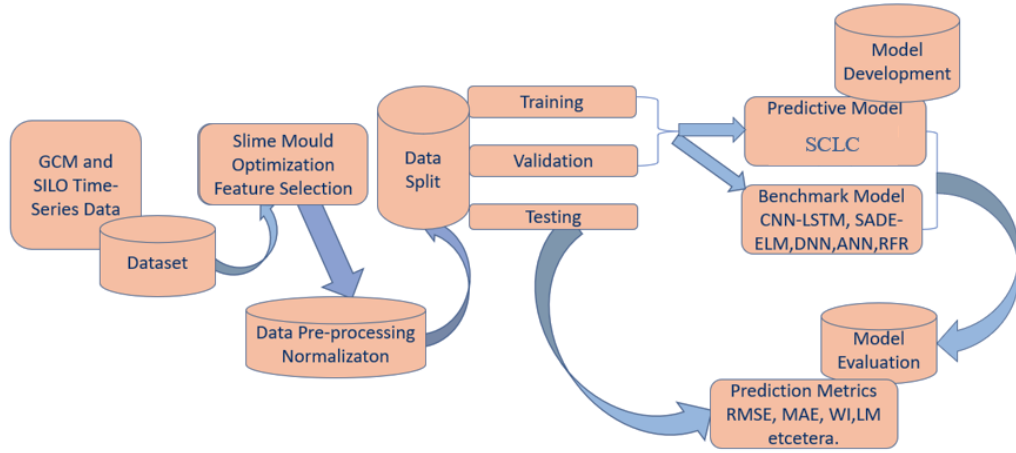 GCM and
SILO Time-
Series Data
Dataset
Slime Mould
Optimization
Feature Selection
Data Pre-processing
Normalizaton
Data
Split
Training
Validation
Testing
Model
Development
Predictive Model
SCLC
Benchmark Model
CNN-LSTM, SADE-
ELM,DNN,ANN,RFR
Model
Evaluation
Prediction Metrics
RMSE, MAE, WI,LM
etcetera.